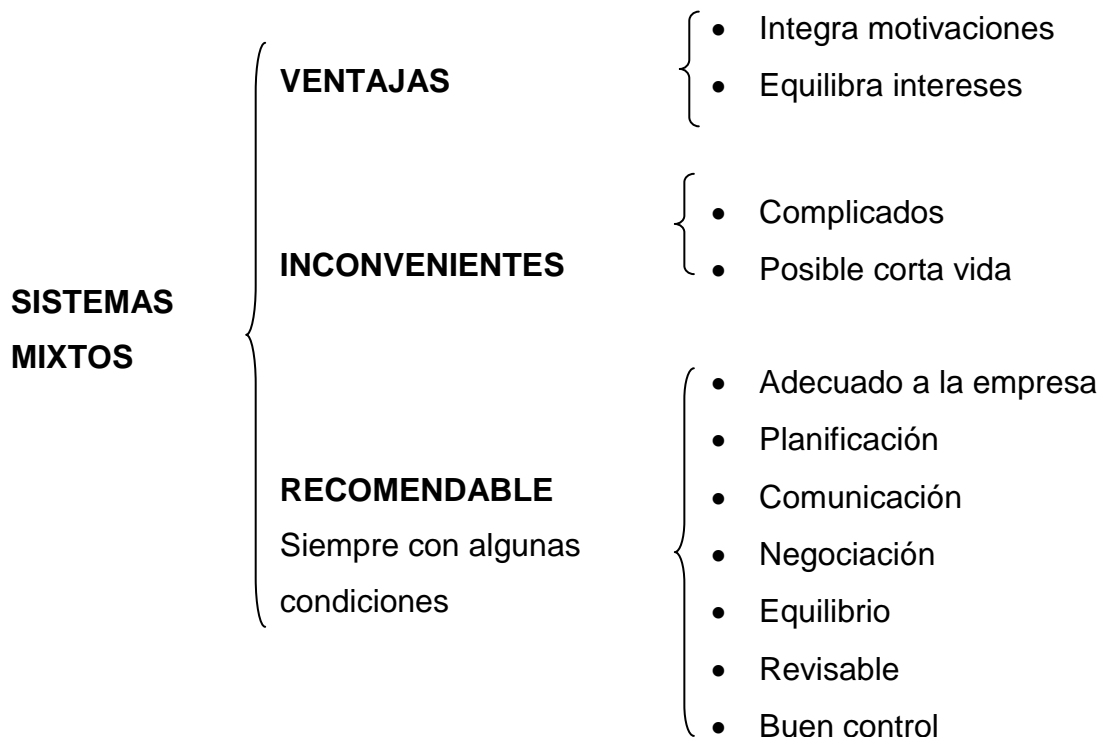 SISTEMAS
MIXTOS
VENTAJAS
• Integra motivaciones
• Equilibra intereses
INCONVENIENTES
• Complicados
• Posible corta vida
RECOMENDABLE
Siempre con algunas
condiciones
• Adecuado a la empresa
• Planificación
• Comunicación
• Negociación
• Equilibrio
• Revisable
• Buen control